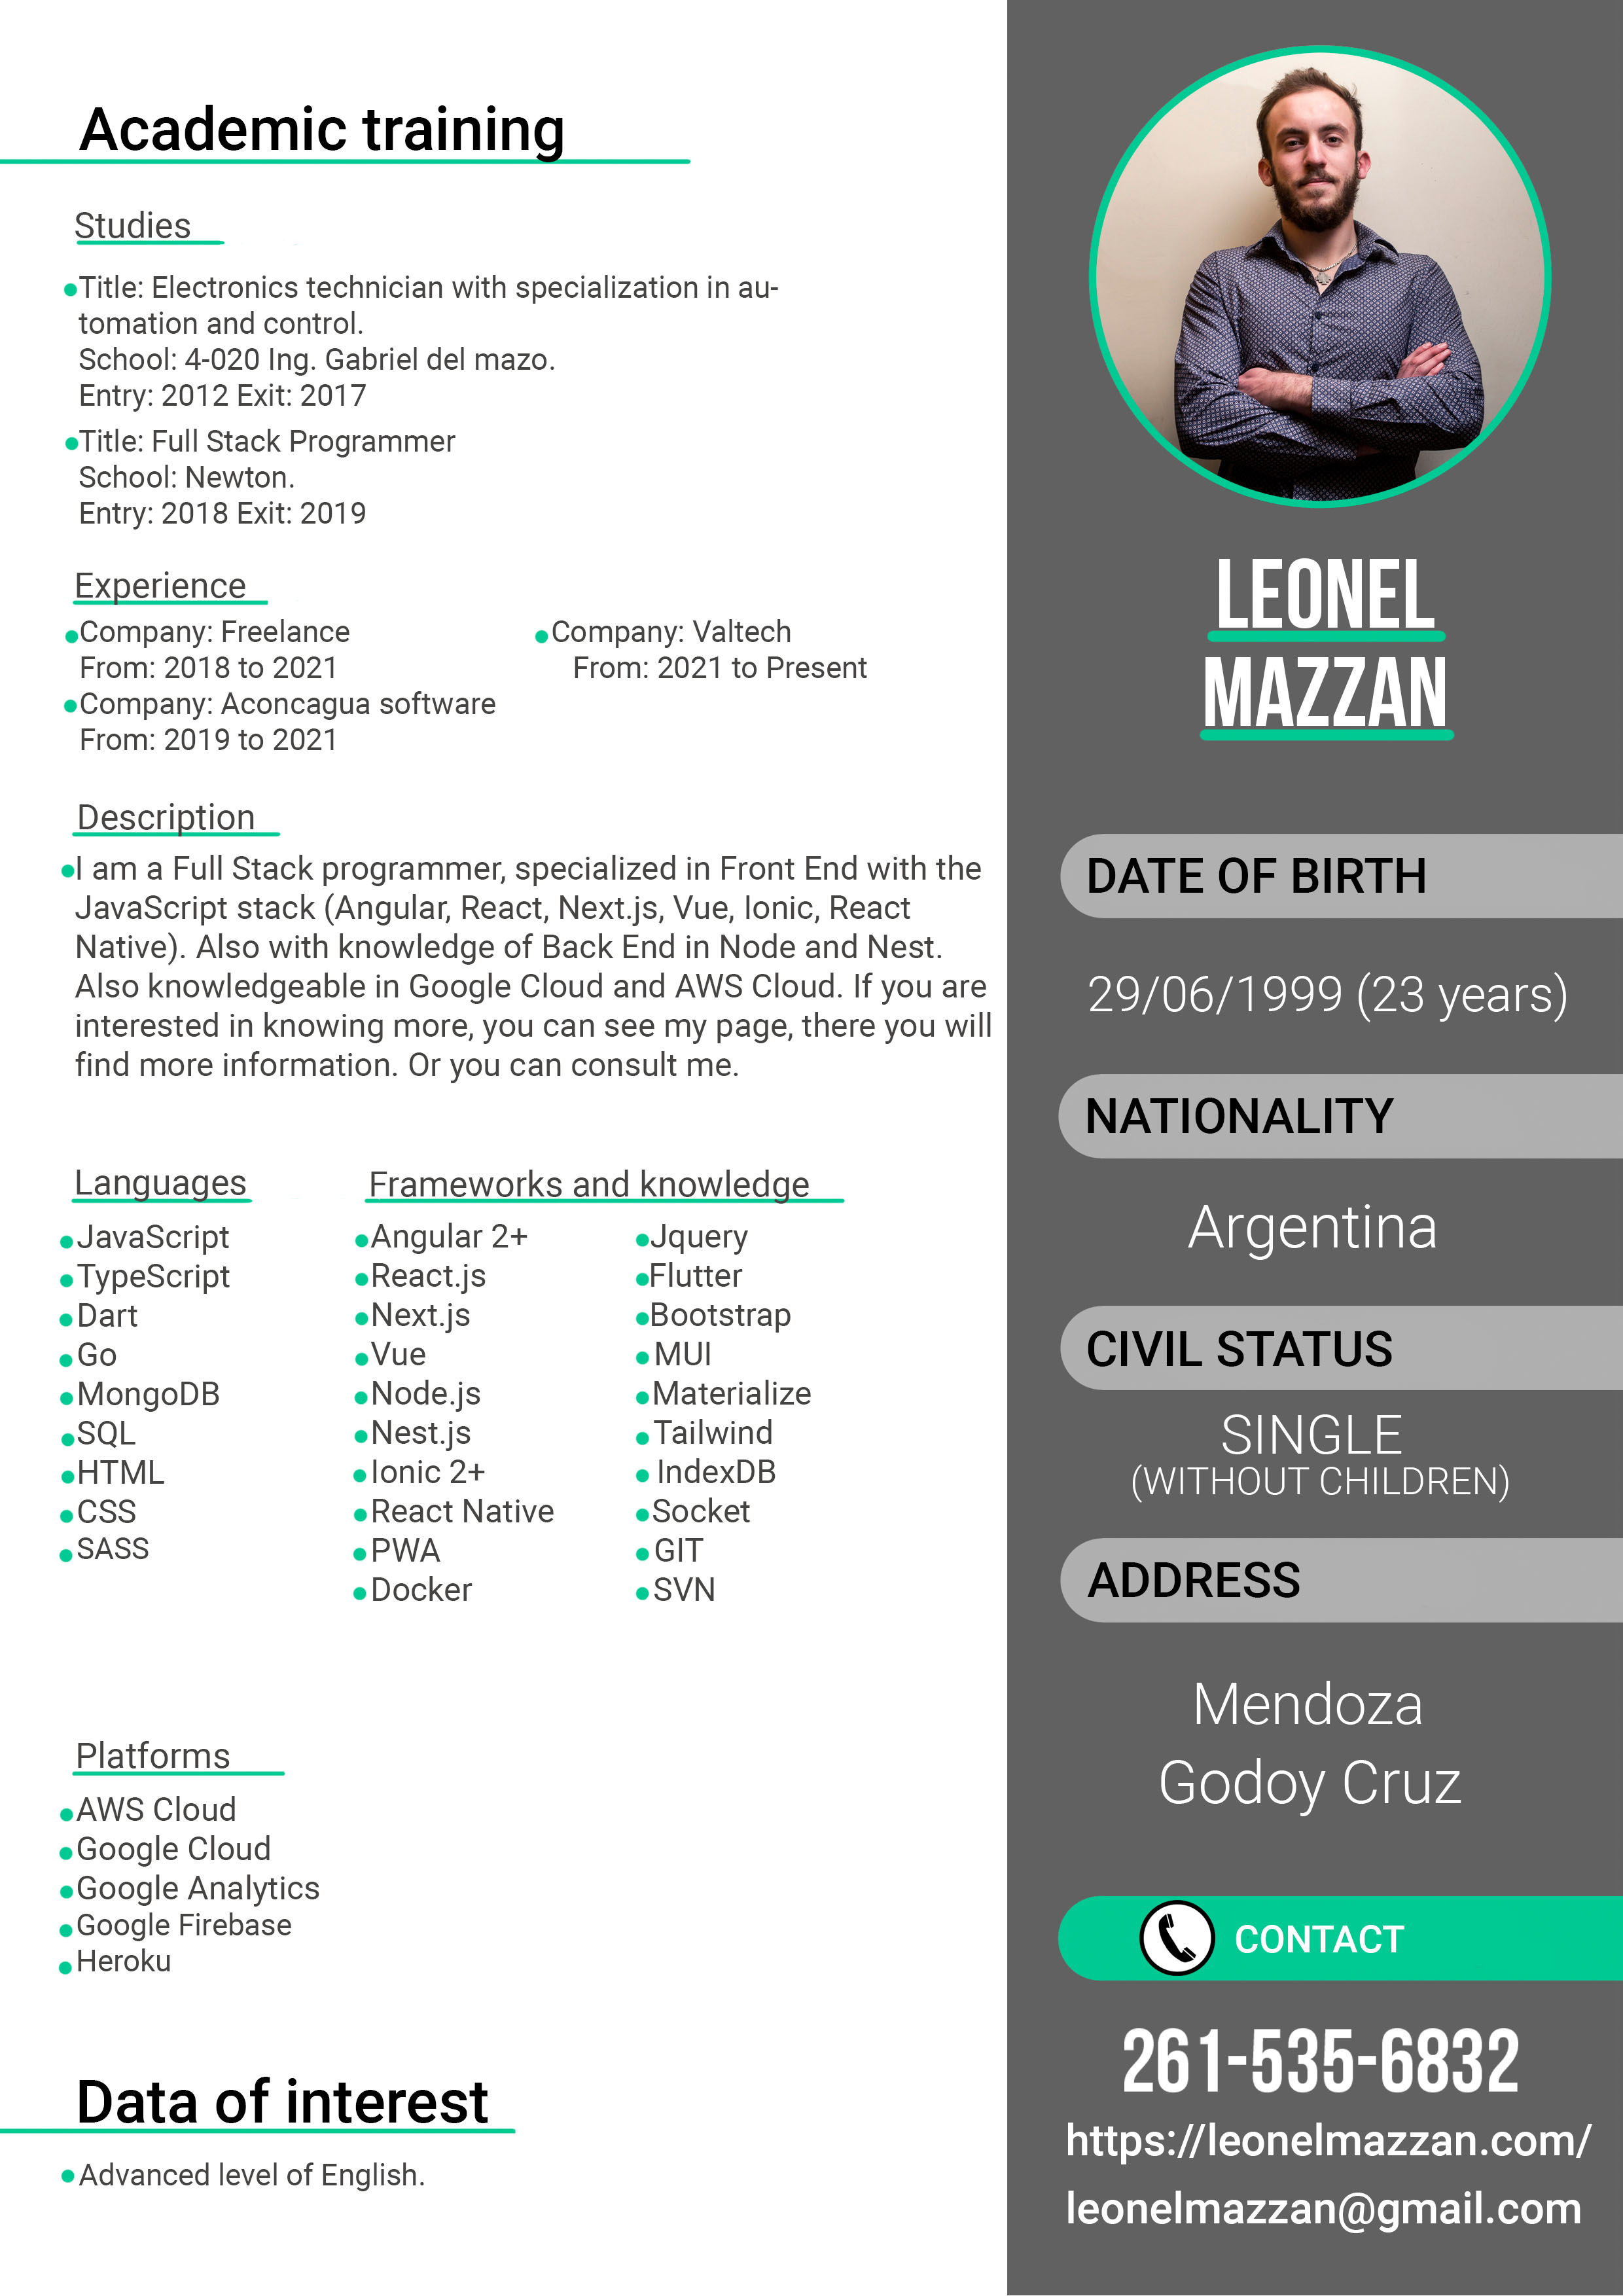 Academic training
Studies
Title: Electronics technician with specialization in au-
tomation and control.
School: 4-020 Ing. Gabriel del mazo.
Entry: 2012 Exit: 2017
Title: Full Stack Programmer
School: Newton.
Entry: 2018 Exit: 2019
Experience
Company: Freelance
From: 2018 to 2021
Company: Aconcagua software
From: 2019 to 2021
Company: Valtech
From: 2021 to Present
Description
I am a Full Stack programmer, specialized in Front End with the
JavaScript stack (Angular, React, Next.js, Vue, Ionic, React
Native). Also with knowledge of Back End in Node and Nest.
Also knowledgeable in Google Cloud and AWS Cloud. If you are
interested in knowing more, you can see my page, there you will
find more information. Or you can consult me.
Languages
JavaScript
TypeScript
Dart
Go
MongoDB
SQL
HTML
CSS
SASS
Frameworks and knowledge
Angular 2+
React.js
Next.js
Vue
Node.js
Nest.js
Ionic 2+
React Native
PWA
Docker
Jquery
Flutter
Bootstrap
MUI
Materialize
Tailwind
IndexDB
Socket
GIT
SVN
Platforms
AWS Cloud
Google Cloud
Google Analytics
Google Firebase
Heroku
Data of interest
Advanced level of English.
LEONEL
MAZZAN
DATE OF BIRTH
29/06/1999 (23 years)
NATIONALITY
Argentina
CIVIL STATUS
SINGLE
(WITHOUT CHILDREN)
ADDRESS
Mendoza
Godoy Cruz
CONTACT
261-535-6832
https://leonelmazzan.com/
leonelmazzan@gmail.com